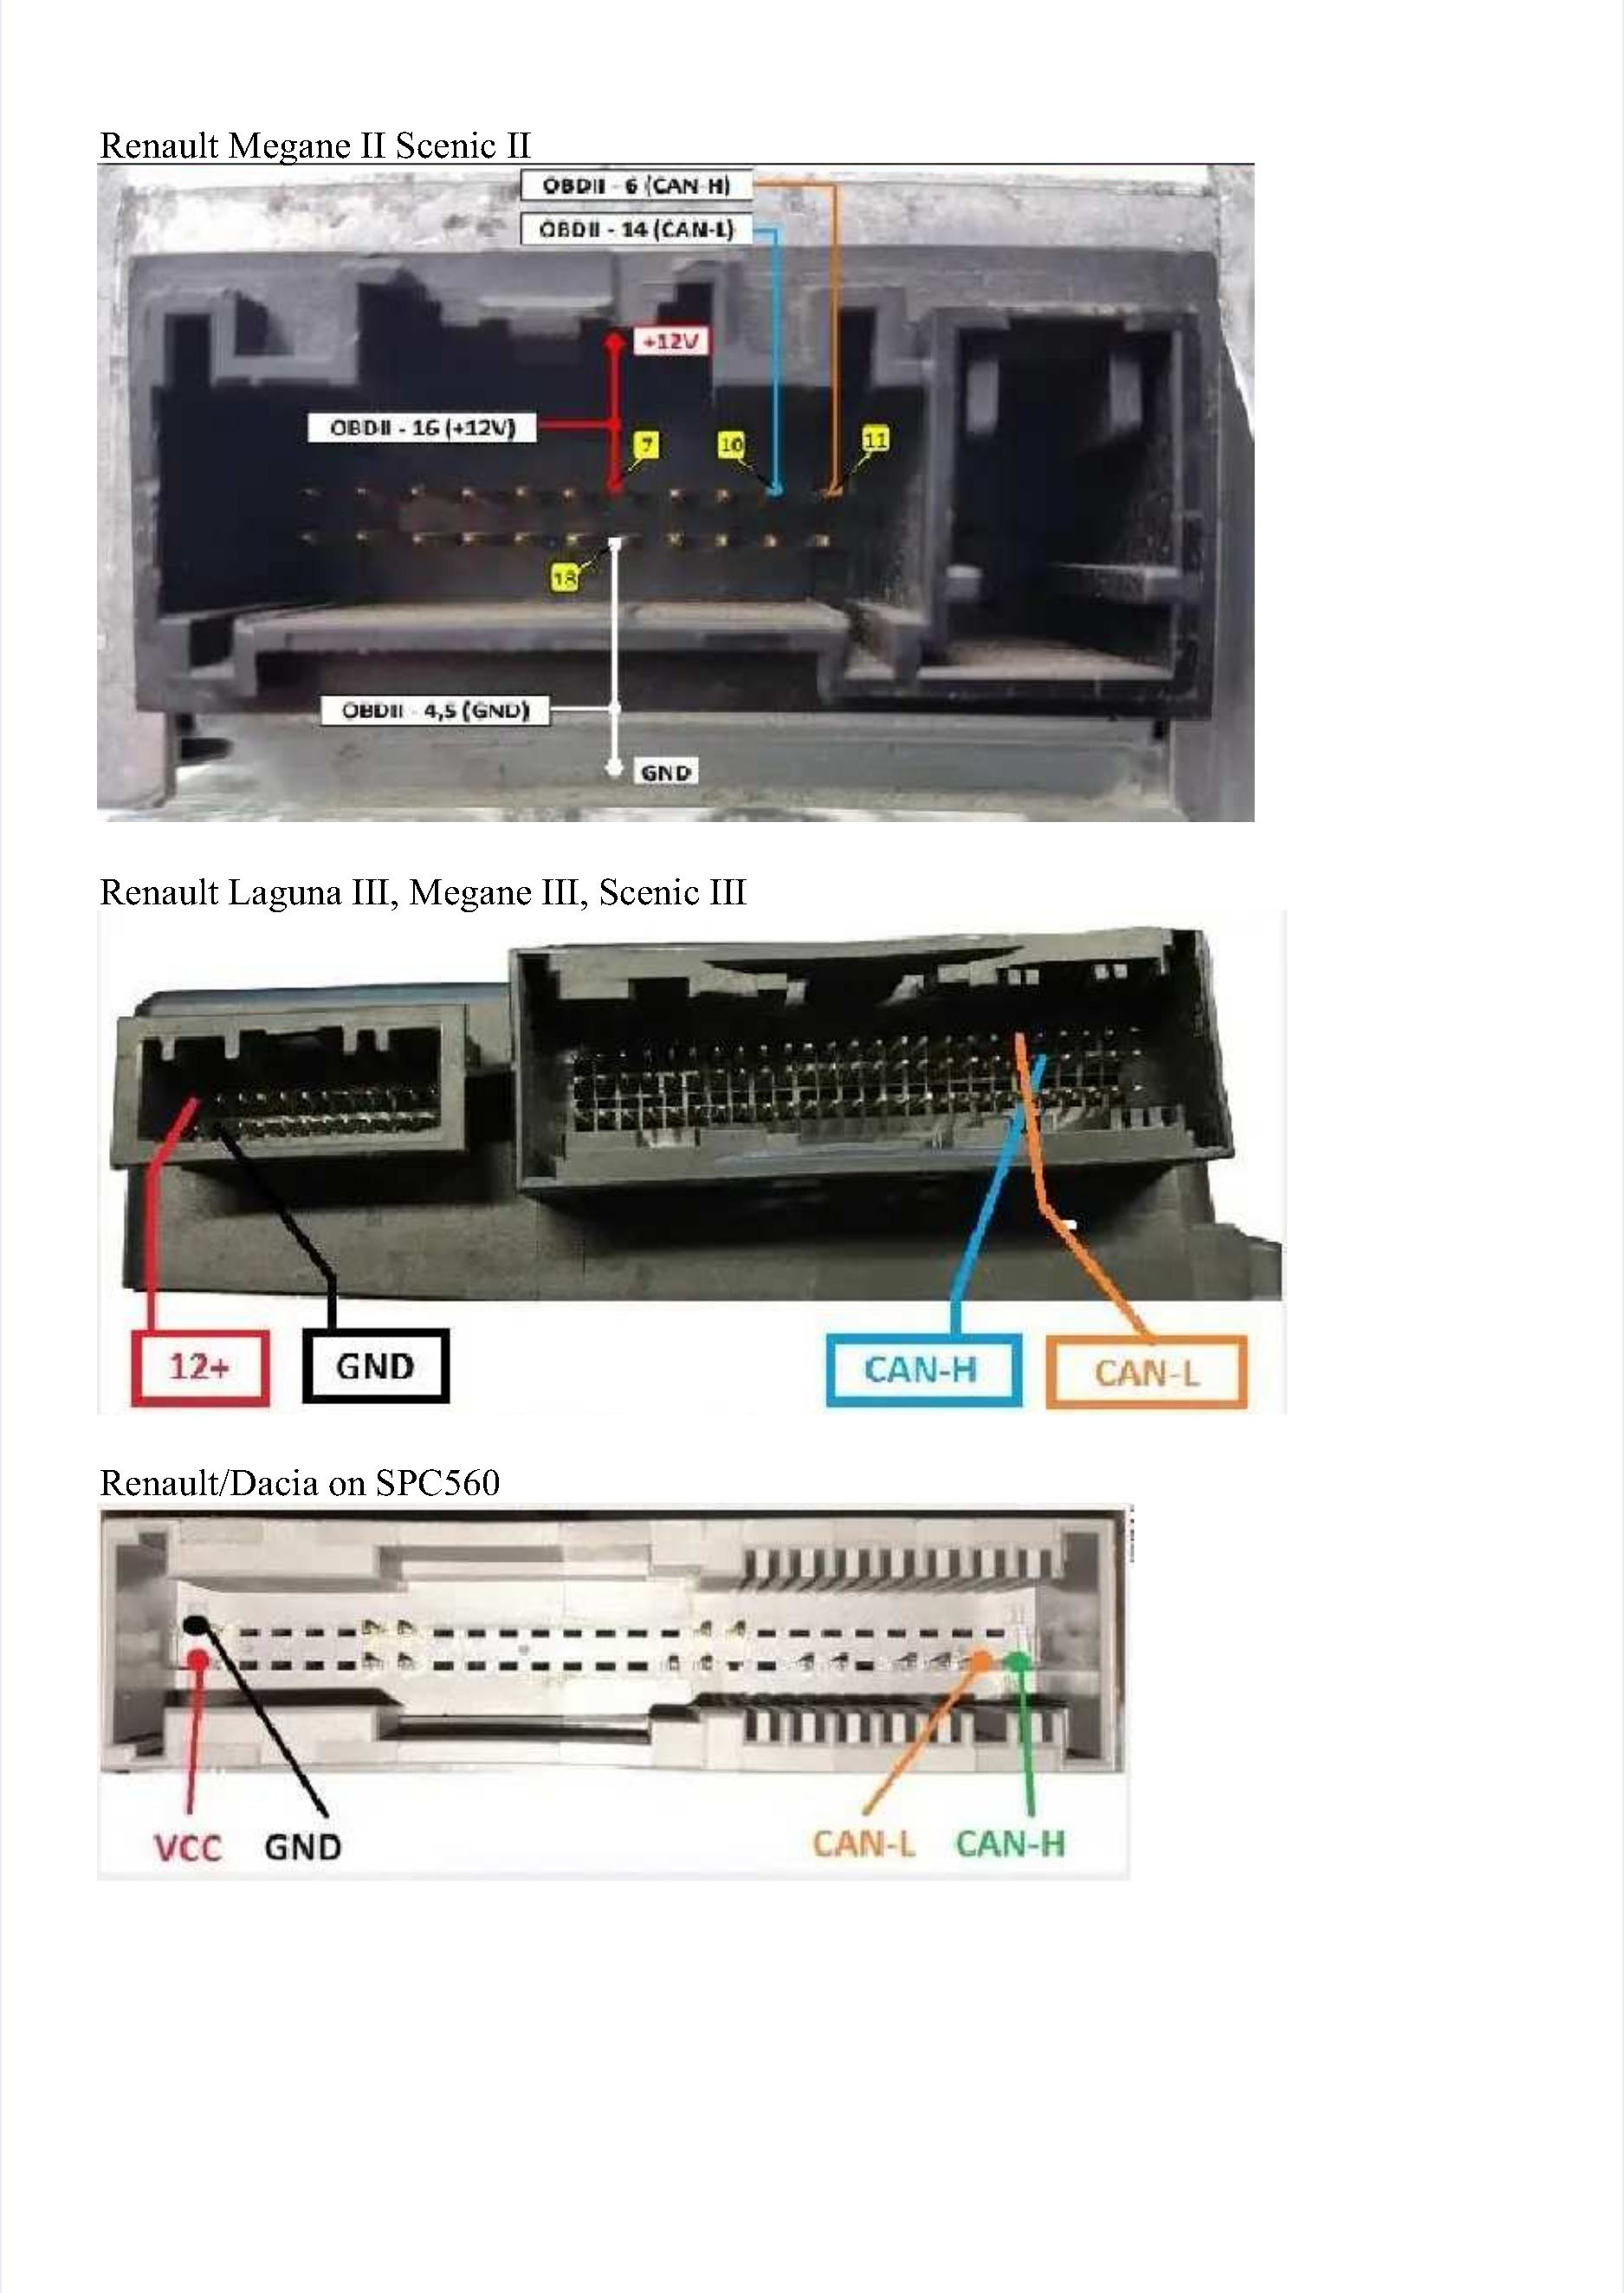 Renault Megane II Scenic II
OBDII - 6 (CAN-H)
OBDII - 14 (CAN-L)
+12V
OBDII - 16 (+12V)
7
10
11
18
OBDII - 4,5 (GND)
GND
Renault Laguna III, Megane III, Scenic III
12+
GND
CAN-H
CAN-L
Renault/Dacia on SPC560
VCC
GND
CAN-L
CAN-H